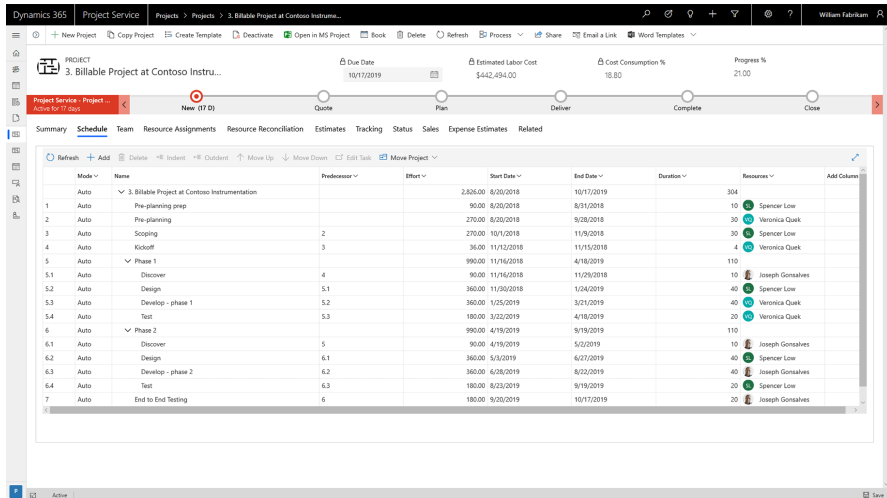 Dynamics 365 Project Service Projects > Projects > 3. Billable Project at Contoso Instrume... William Fabrikam
+ New Project Copy Project Create Template Deactivate Open in MS Project Book Delete Refresh Process Share Email a Link Word Templates
PROJECT
3. Billable Project at Contoso Instru...
Due Date Estimated Labor Cost Cost Consumption % Progress %
10/17/2019 $442,494.00 18.80 21.00
Project Service - Project ...
Active for 17 days
New (17 D) Quote Plan Deliver Complete Close
Summary Schedule Team Resource Assignments Resource Reconciliation Estimates Tracking Status Sales Expense Estimates Related
Refresh + Add Delete Indent Outdent Move Up Move Down Edit Task Move Project
Mode Name Predecessor Effort Start Date End Date Duration Resources Add Column
Auto 3. Billable Project at Contoso Instrumentation 2,826.00 8/20/2018 10/17/2019 304
1 Auto Pre-planning prep 90.00 8/20/2018 8/31/2018 10 SL Spencer Low
2 Auto Pre-planning 270.00 8/20/2018 9/28/2018 30 VQ Veronica Quek
3 Auto Scoping 2 270.00 10/1/2018 11/9/2018 30 SL Spencer Low
4 Auto Kickoff 3 36.00 11/12/2018 11/15/2018 4 VQ Veronica Quek
5 Auto Phase 1 990.00 11/16/2018 4/18/2019 110
5.1 Auto Discover 4 90.00 11/16/2018 11/29/2018 10 Joseph Gonsalves
5.2 Auto Design 5.1 360.00 11/30/2018 1/24/2019 40 SL Spencer Low
5.3 Auto Develop - phase 1 5.2 360.00 1/25/2019 3/21/2019 40 VQ Veronica Quek
5.4 Auto Test 5.3 180.00 3/22/2019 4/18/2019 20 VQ Veronica Quek
6 Auto Phase 2 990.00 4/19/2019 9/19/2019 110
6.1 Auto Discover 5 90.00 4/19/2019 5/2/2019 10 Joseph Gonsalves
6.2 Auto Design 6.1 360.00 5/3/2019 6/27/2019 40 SL Spencer Low
6.3 Auto Develop - phase 2 6.2 360.00 6/28/2019 8/22/2019 40 Joseph Gonsalves
6.4 Auto Test 6.3 180.00 8/23/2019 9/19/2019 20 SL Spencer Low
7 Auto End to End Testing 6 180.00 9/20/2019 10/17/2019 20 Joseph Gonsalves
P Active Save